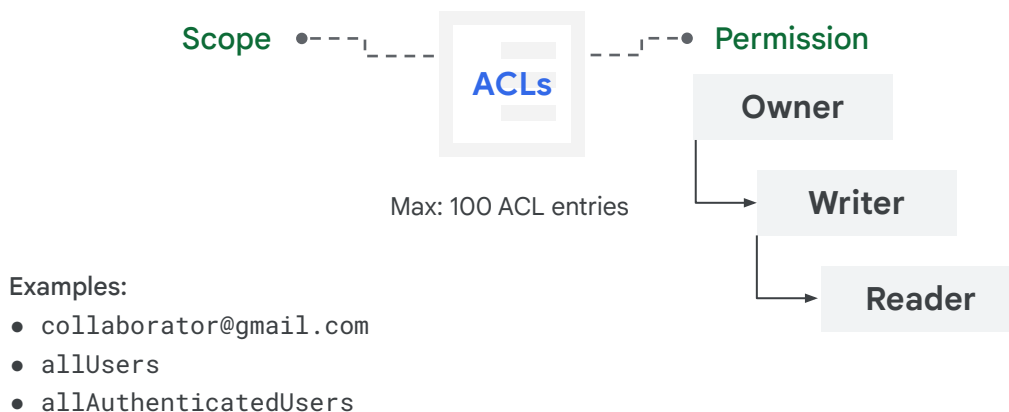 Scope
ACLs
Permission
Owner
Writer
Reader
Max: 100 ACL entries
Examples:
● collaborator@gmail.com
● allUsers
● allAuthenticatedUsers